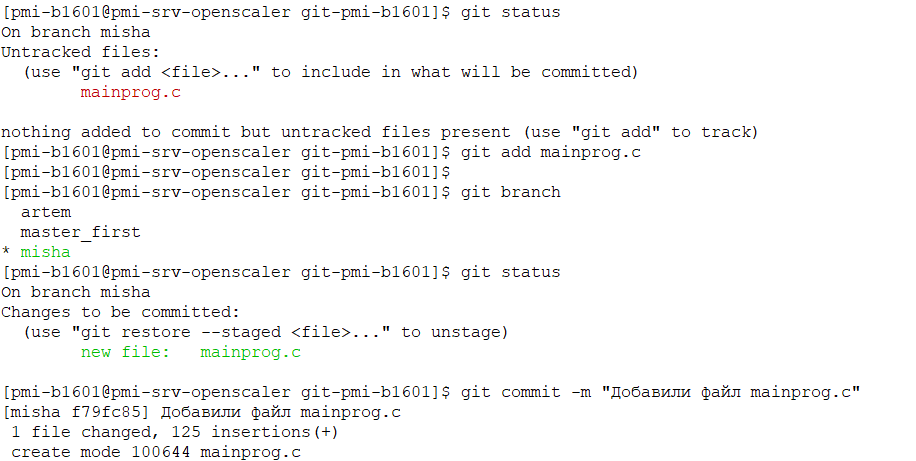 [pmi-b1601@pmi-srv-openscaler git-pmi-b1601]$ git status
On branch misha
Untracked files:
  (use "git add <file>..." to include in what will be committed)
        mainprog.c

nothing added to commit but untracked files present (use "git add" to track)
[pmi-b1601@pmi-srv-openscaler git-pmi-b1601]$ git add mainprog.c
[pmi-b1601@pmi-srv-openscaler git-pmi-b1601]$
[pmi-b1601@pmi-srv-openscaler git-pmi-b1601]$ git branch
  artem
  master_first
* misha
[pmi-b1601@pmi-srv-openscaler git-pmi-b1601]$ git status
On branch misha
Changes to be committed:
  (use "git restore --staged <file>..." to unstage)
        new file:   mainprog.c

[pmi-b1601@pmi-srv-openscaler git-pmi-b1601]$ git commit -m "Добавили файл mainprog.c"
[misha f79fc85] Добавили файл mainprog.c
 1 file changed, 125 insertions(+)
 create mode 100644 mainprog.c